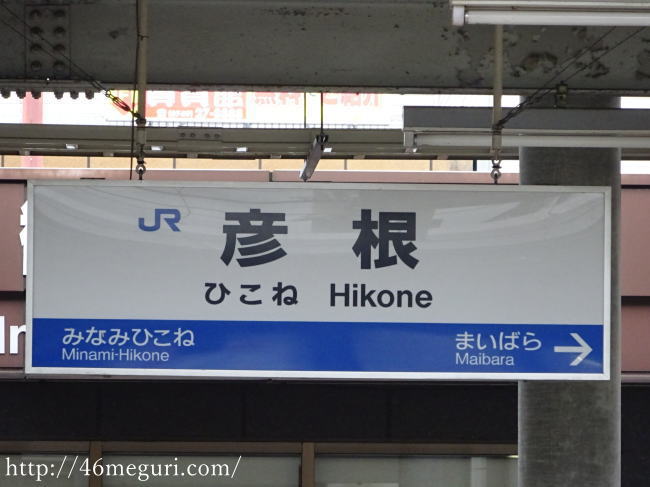 JR 彦根
ひこね Hikone
みなみひこね まいばら →
Minami-Hikone Maibara
http://46meguri.com/